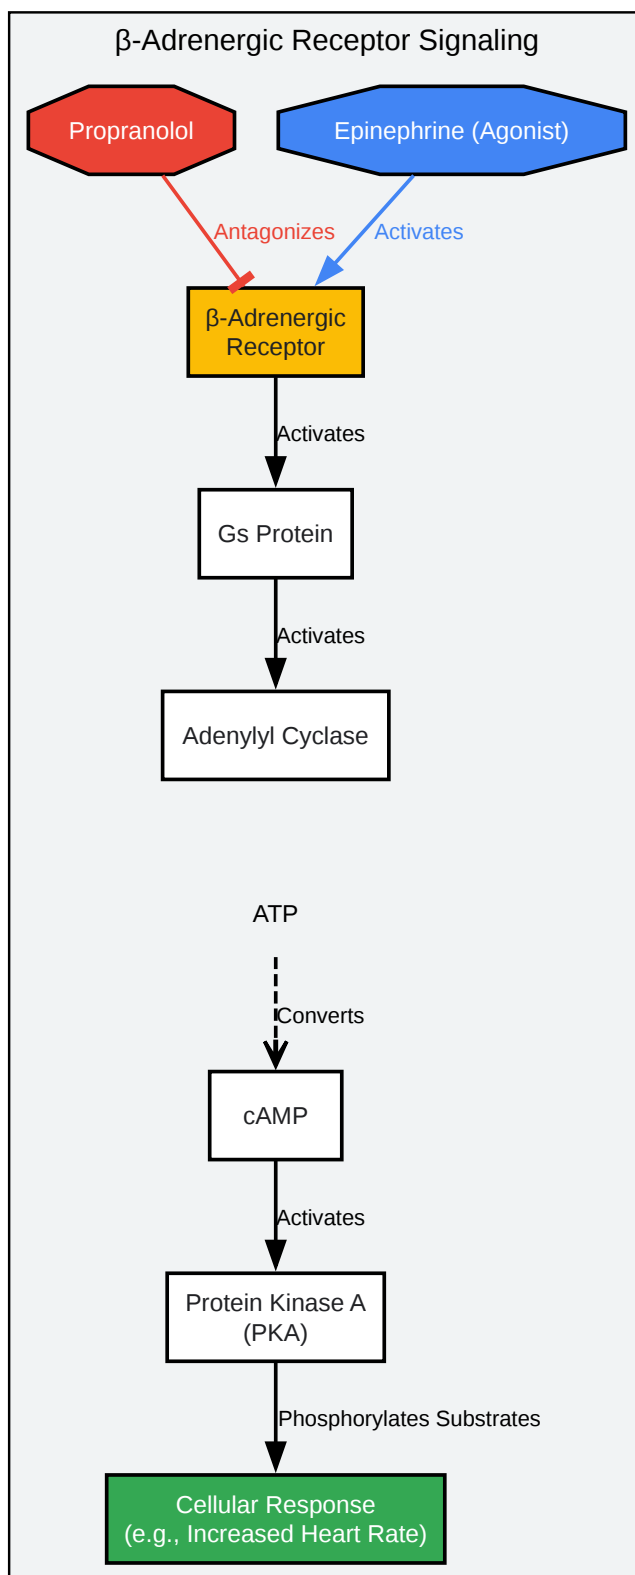 β-Adrenergic Receptor Signaling
Propranolol
Epinephrine (Agonist)
Antagonizes
Activates
β-Adrenergic
Receptor
Activates
Gs Protein
Activates
Adenylyl Cyclase
ATP
Converts
cAMP
Activates
Protein Kinase A
(PKA)
Phosphorylates Substrates
Cellular Response
(e.g., Increased Heart Rate)